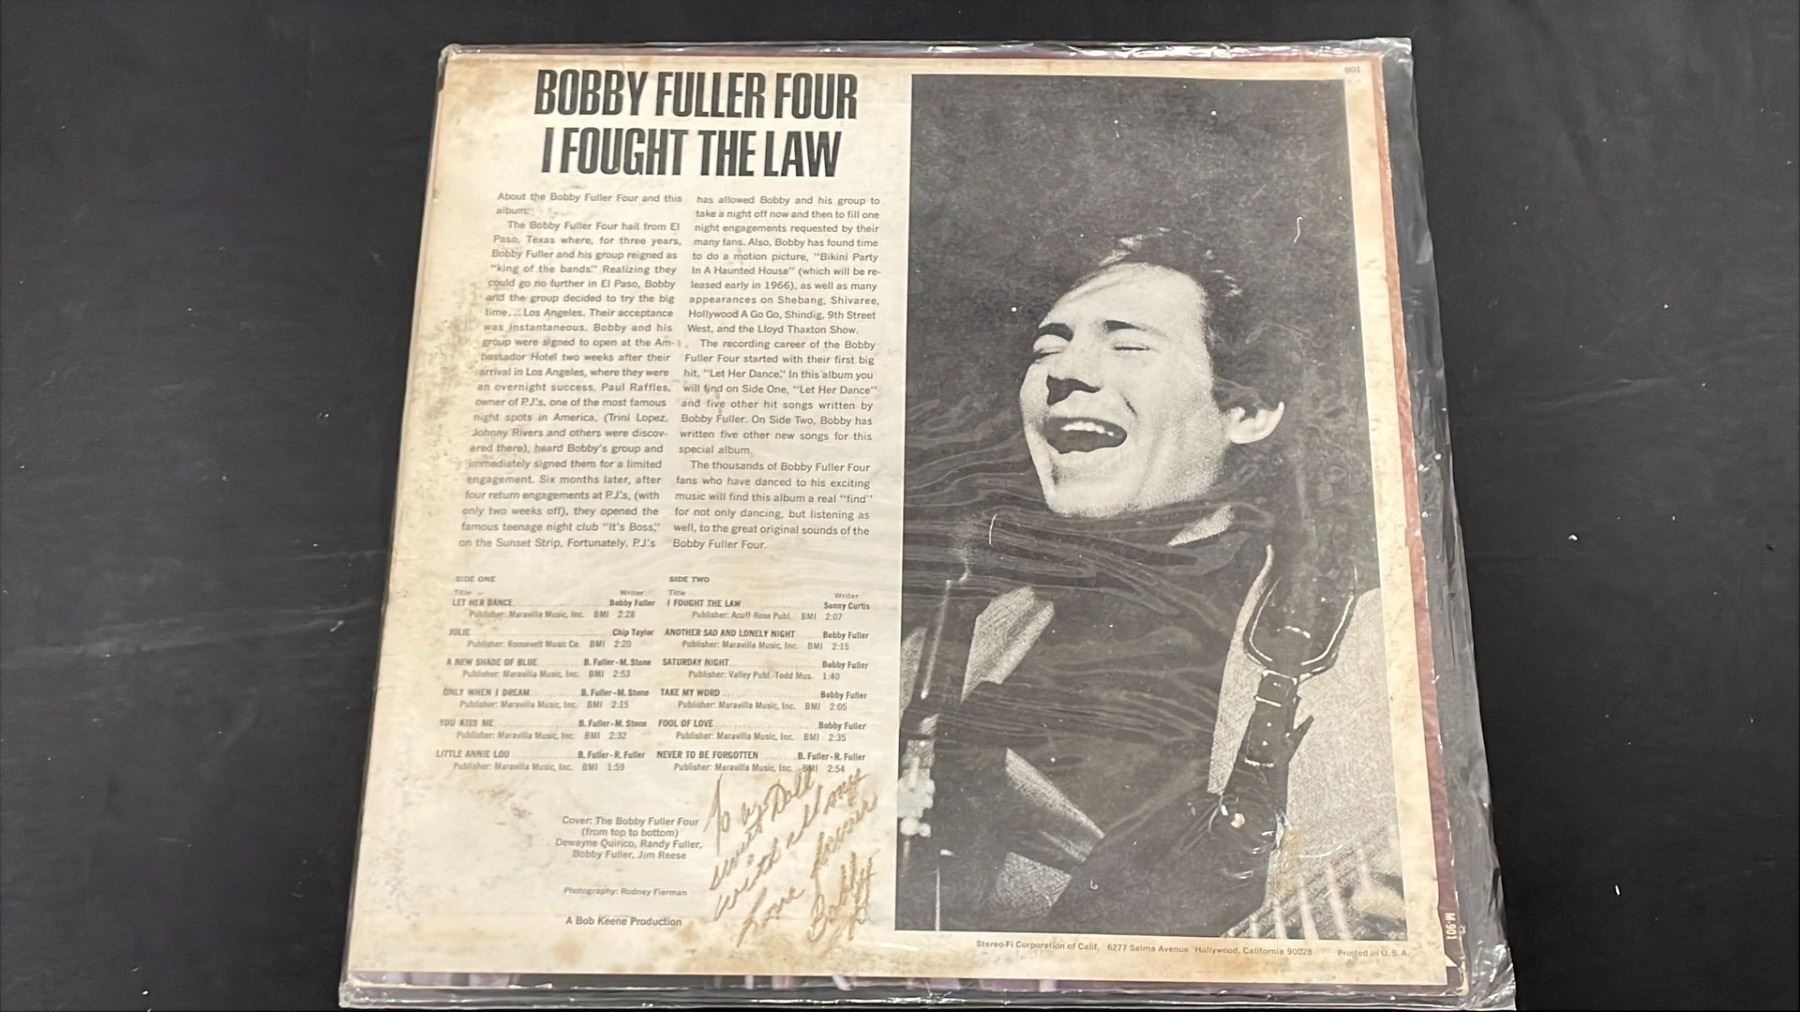 BOBBY FULLER FOUR
I FOUGHT THE LAW
001
About the Bobby Fuller Four and this
album:
The Bobby Fuller Four hail from El
Paso, Texas where, for three years,
Bobby Fuller and his group reigned as
"king of the bands." Realizing they
could go no further in El Paso, Bobby
and the group decided to try the big
time... Los Angeles. Their acceptance
was instantaneous. Bobby and his
group were signed to open at the Am-
bassador Hotel two weeks after their
arrival in Los Angeles, where they were
an overnight success. Paul Raffles,
owner of P.J.'s, one of the most famous
night spots in America, (Trini Lopez,
Johnny Rivers and others were discov-
ered there), heard Bobby's group and
immediately signed them for a limited
engagement. Six months later, after
four return engagements at P.J.'s, (with
only two weeks off), they opened the
famous teenage night club "It's Boss,"
on the Sunset Strip. Fortunately, P.J.'s
has allowed Bobby and his group to
take a night off now and then to fill one
night engagements requested by their
many fans. Also, Bobby has found time
to do a motion picture, "Bikini Party
In A Haunted House" (which will be re-
leased early in 1966), as well as many
appearances on Shebang, Shivaree,
Hollywood A Go Go, Shindig, 9th Street
West, and the Lloyd Thaxton Show.
The recording career of the Bobby
Fuller Four started with their first big
hit, "Let Her Dance." In this album you
will find on Side One, "Let Her Dance"
and five other hit songs written by
Bobby Fuller. On Side Two, Bobby has
written five other new songs for this
special album.
The thousands of Bobby Fuller Four
fans who have danced to his exciting
music will find this album a real "find"
for not only dancing, but listening as
well, to the great original sounds of the
Bobby Fuller Four.
SIDE ONE
Title Writer
LET HER DANCE Bobby Fuller
Publisher: Maravilla Music, Inc. BMI 2:28
JULIE Chip Taylor
Publisher: Roosevelt Music Co. BMI 2:20
A NEW SHADE OF BLUE B. Fuller-M. Stone
Publisher: Maravilla Music, Inc. BMI 2:53
ONLY WHEN I DREAM B. Fuller-M. Stone
Publisher: Maravilla Music, Inc. BMI 2:15
YOU KISS ME B. Fuller-M. Stone
Publisher: Maravilla Music, Inc. BMI 2:32
LITTLE ANNIE LOU B. Fuller-R. Fuller
Publisher: Maravilla Music, Inc. BMI 1:59
SIDE TWO
Title Writer
I FOUGHT THE LAW Sonny Curtis
Publisher: Acuff-Rose Publ. BMI 2:07
ANOTHER SAD AND LONELY NIGHT Bobby Fuller
Publisher: Maravilla Music, Inc. BMI 2:15
SATURDAY NIGHT Bobby Fuller
Publisher: Valley Publ. Todd Mus. 1:40
TAKE MY WORD Bobby Fuller
Publisher: Maravilla Music, Inc. BMI 2:05
FOOL OF LOVE Bobby Fuller
Publisher: Maravilla Music, Inc. BMI 2:35
NEVER TO BE FORGOTTEN B. Fuller-R. Fuller
Publisher: Maravilla Music, Inc. BMI 2:54
Cover: The Bobby Fuller Four
(from top to bottom)
Dewayne Quirico, Randy Fuller,
Bobby Fuller, Jim Reese
Photography: Rodney Fierman
A Bob Keene Production
To my Doll
with all my
Love
Bobby
Stereo-Fi Corporation of Calif. 6277 Selma Avenue Hollywood, California 90028 Printed in U.S.A.
M-901